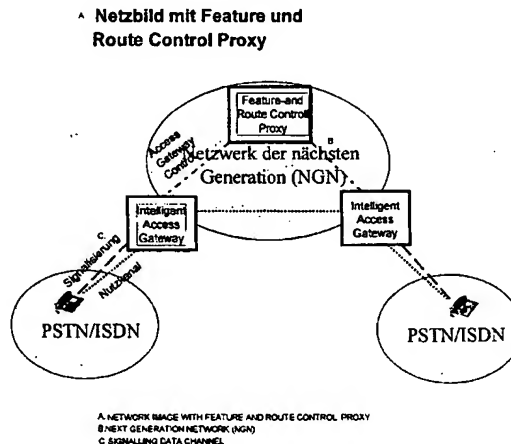 A Netzbild mit Feature und
Route Control Proxy
Feature-and
Route Control
Proxy
B
Access
Gateway
Control
Netzwerk der nächsten
Generation (NGN)
Intelligent
Access
Gateway
Intelligent
Access
Gateway
C
Signalisierung
Nutzkanal
PSTN/ISDN
PSTN/ISDN
A. NETWORK IMAGE WITH FEATURE AND ROUTE CONTROL PROXY
B. NEXT GENERATION NETWORK (NGN)
C. SIGNALLING DATA CHANNEL